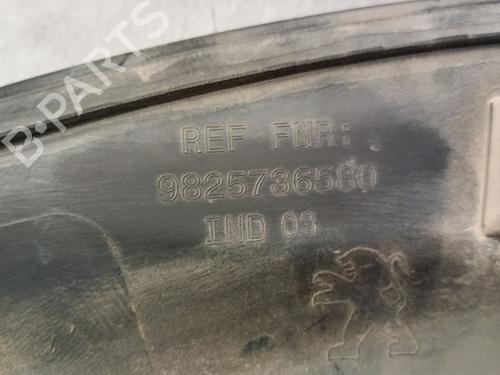 B-PARTS
REF FNR:
9825736580
IND 03